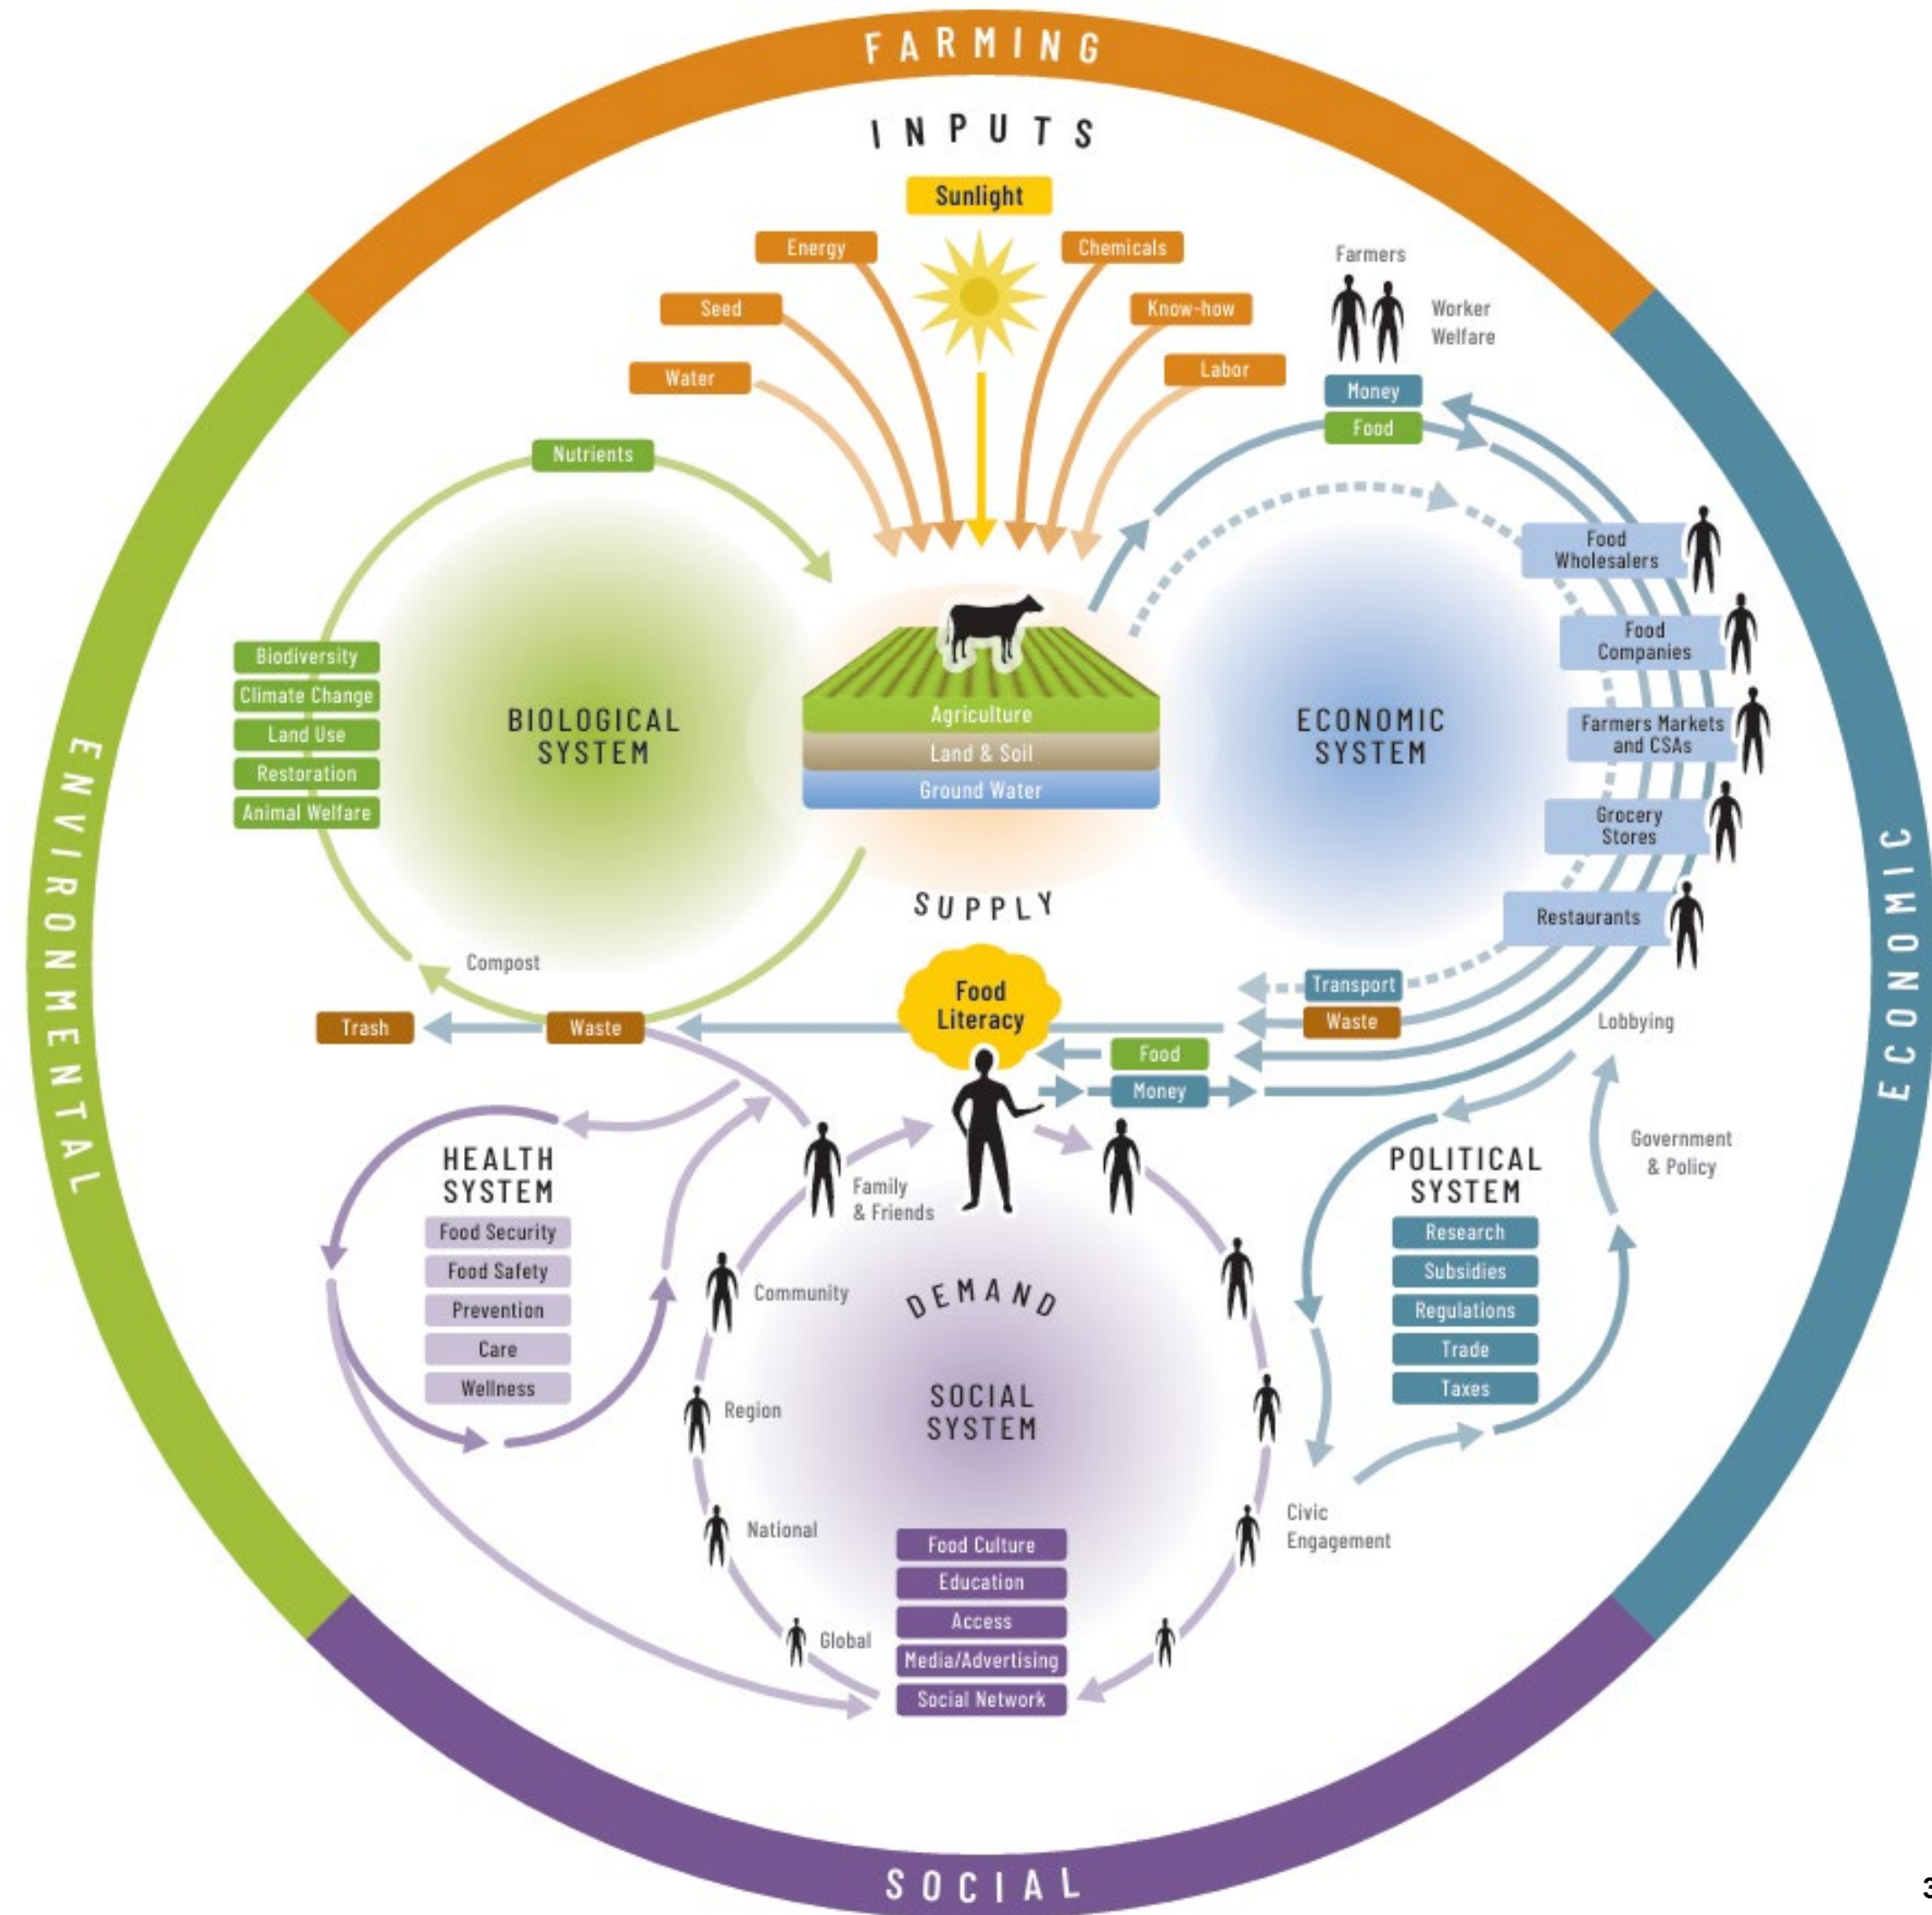 FARMING
INPUTS
Sunlight
Energy
Chemicals
Seed
Know-how
Water
Labor
Farmers
Worker
Welfare
Money
Food
Nutrients
Food
Wholesalers
Food
Companies
Farmers Markets
and CSAs
Grocery
Stores
Restaurants
Biodiversity
Climate Change
Land Use
Restoration
Animal Welfare
BIOLOGICAL
SYSTEM
Agriculture
Land & Soil
Ground Water
ECONOMIC
SYSTEM
SUPPLY
ENVIRONMENTAL
ECONOMIC
Compost
Trash
Waste
Food
Literacy
Transport
Waste
Food
Money
Lobbying
HEALTH
SYSTEM
Food Security
Food Safety
Prevention
Care
Wellness
Family
& Friends
Community
Region
National
Global
DEMAND
SOCIAL
SYSTEM
Food Culture
Education
Access
Media/Advertising
Social Network
POLITICAL
SYSTEM
Research
Subsidies
Regulations
Trade
Taxes
Government
& Policy
Civic
Engagement
SOCIAL
3